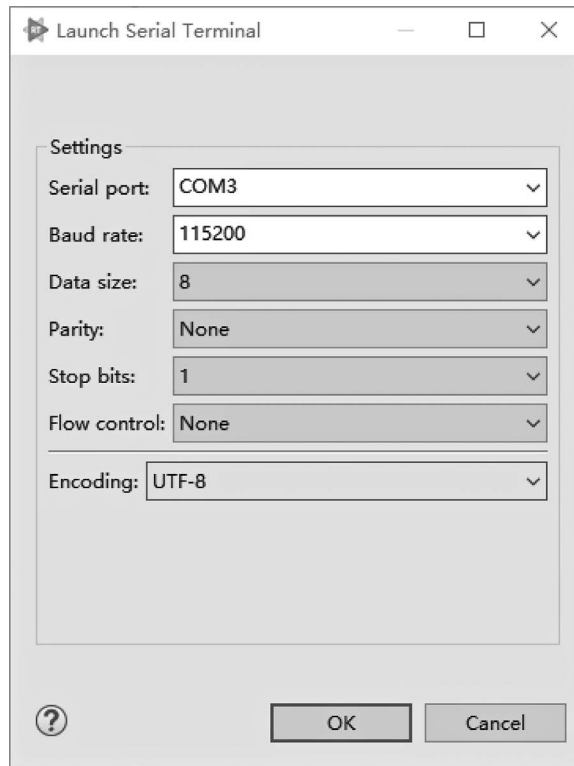 RT Launch Serial Terminal
Settings
Serial port: COM3
Baud rate: 115200
Data size: 8
Parity: None
Stop bits: 1
Flow control: None
Encoding: UTF-8
?
OK Cancel